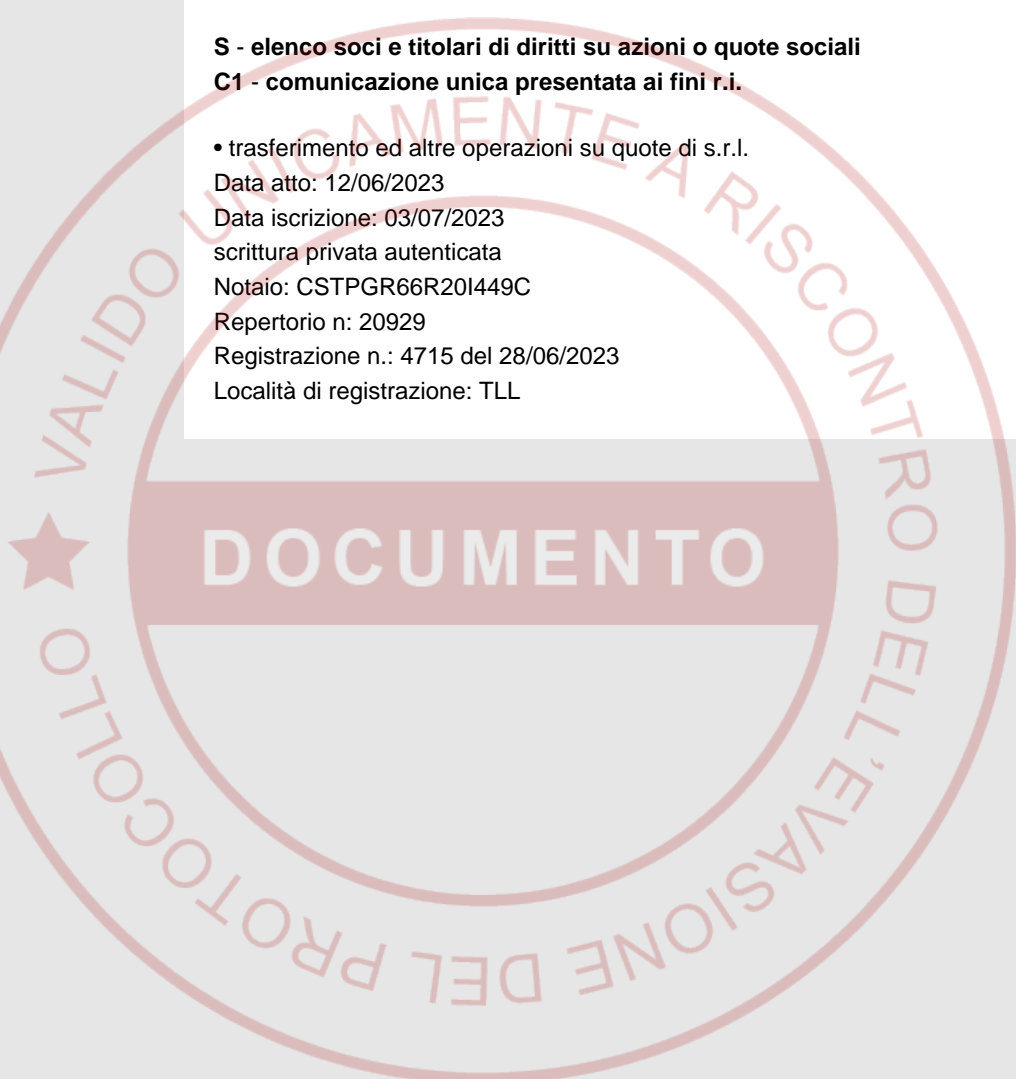 S - elenco soci e titolari di diritti su azioni o quote sociali
C1 - comunicazione unica presentata ai fini r.i.
• trasferimento ed altre operazioni su quote di s.r.l.
Data atto: 12/06/2023
Data iscrizione: 03/07/2023
scrittura privata autenticata
Notaio: CSTPGR66R20I449C
Repertorio n: 20929
Registrazione n.: 4715 del 28/06/2023
Località di registrazione: TLL
★ VALIDO UNICAMENTE A RISCONTRO DELL'EVASIONE DEL PROTOCOLLO
DOCUMENTO